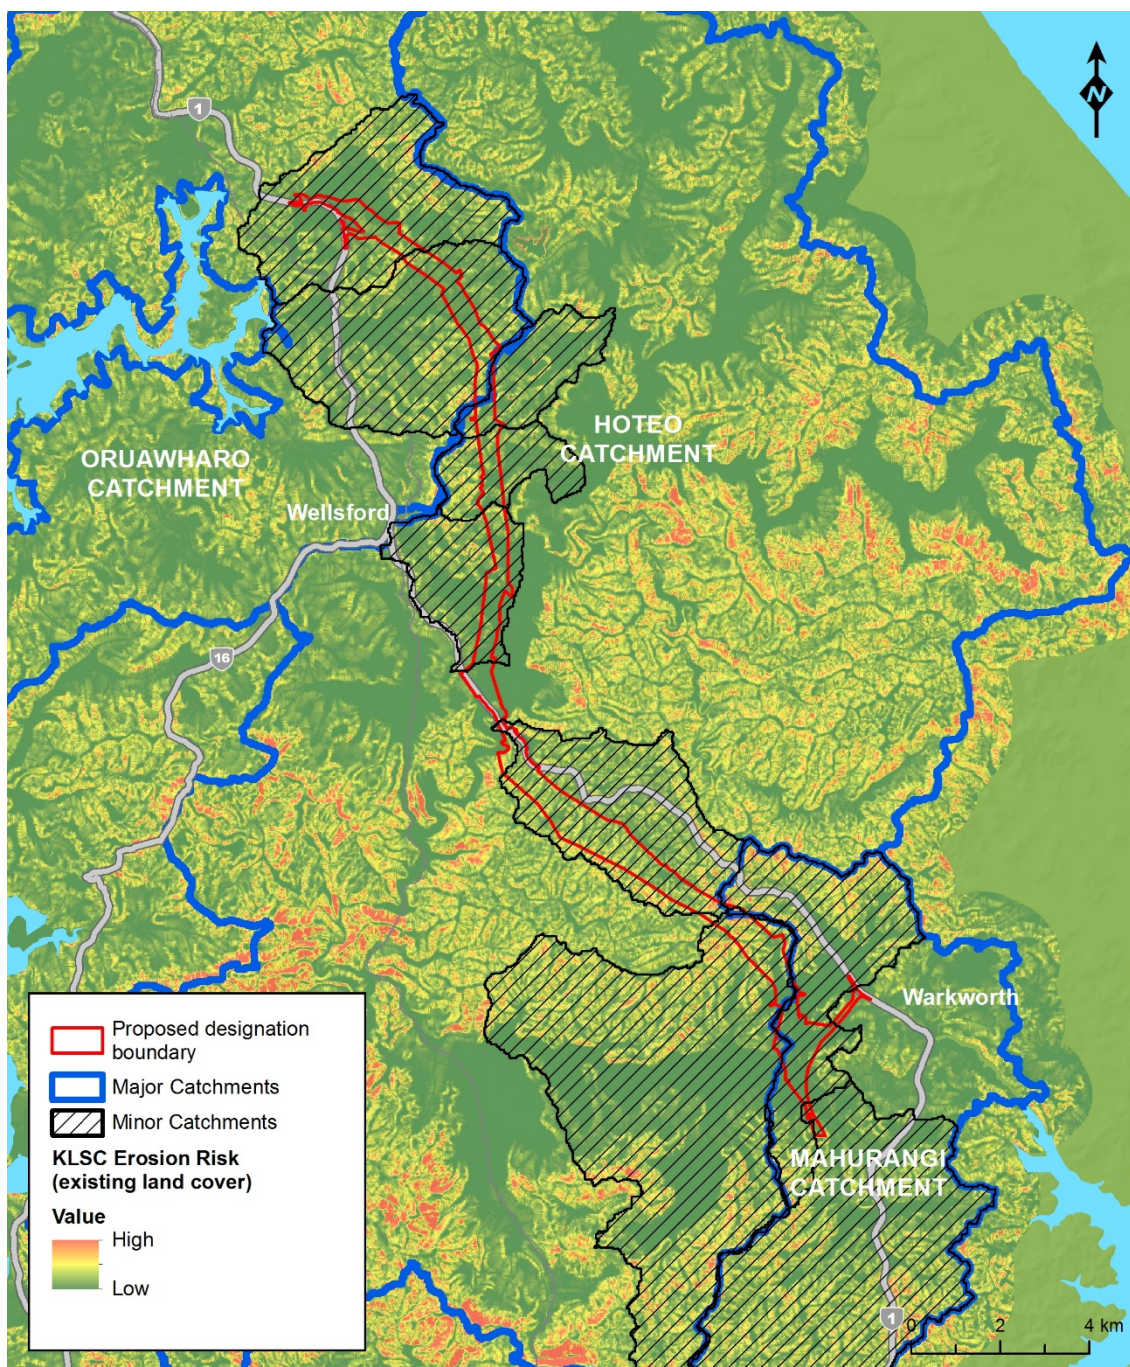 N
1
HOTEO
CATCHMENT
ORUAWHARO
CATCHMENT
Wellsford
16
Warkworth
MAHURANGI
CATCHMENT
Proposed designation
boundary
Major Catchments
Minor Catchments
KLSC Erosion Risk
(existing land cover)
Value
High
Low
1
0 2 4 km